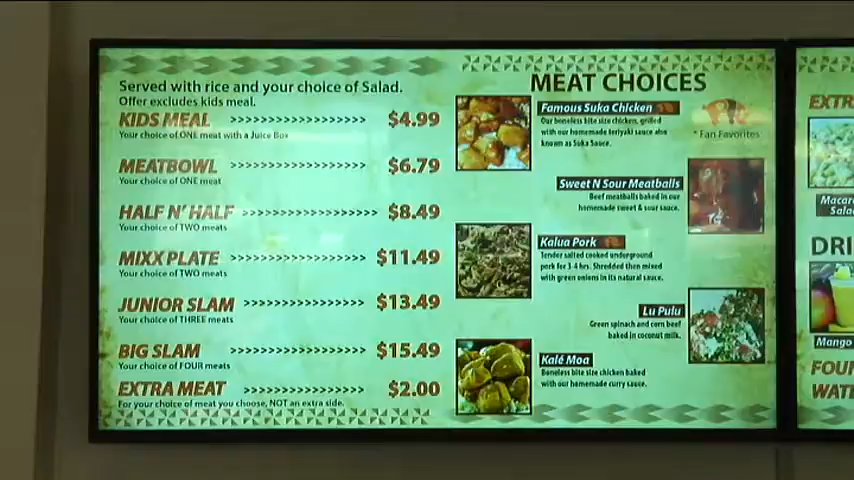 Served with rice and your choice of Salad.
Offer excludes kids meal.
KIDS MEAL >>>>>>>>>>>>>>>>>>> $4.99
Your choice of ONE meat with a Juice Box
MEATBOWL >>>>>>>>>>>>>>>>>>> $6.79
Your choice of ONE meat
HALF N' HALF >>>>>>>>>>>>>>>>>>> $8.49
Your choice of TWO meats
MIXX PLATE >>>>>>>>>>>>>>>>>>> $11.49
Your choice of TWO meats
JUNIOR SLAM >>>>>>>>>>>>>>>>> $13.49
Your choice of THREE meats
BIG SLAM >>>>>>>>>>>>>>>>>>> $15.49
Your choice of FOUR meats
EXTRA MEAT >>>>>>>>>>>>>>>>> $2.00
For your choice of meat you choose, NOT an extra side.
MEAT CHOICES
Famous Suka Chicken
Our boneless bite size chicken, grilled
with our homemade teriyaki sauce also
known as Suka Sauce.
* Fan Favorites
Sweet N Sour Meatballs
Beef meatballs baked in our
homemade sweet & sour sauce.
Kalua Pork
Tender salted cooked underground
pork for 3-4 hrs. Shredded then mixed
with green onions in its natural sauce.
Lu Pulu
Green spinach and corn beef
baked in coconut milk.
Kalé Moa
Boneless bite size chicken baked
with our homemade curry sauce.
EXTR
Macar
Sala
DRI
Mango
FOUN
WATE